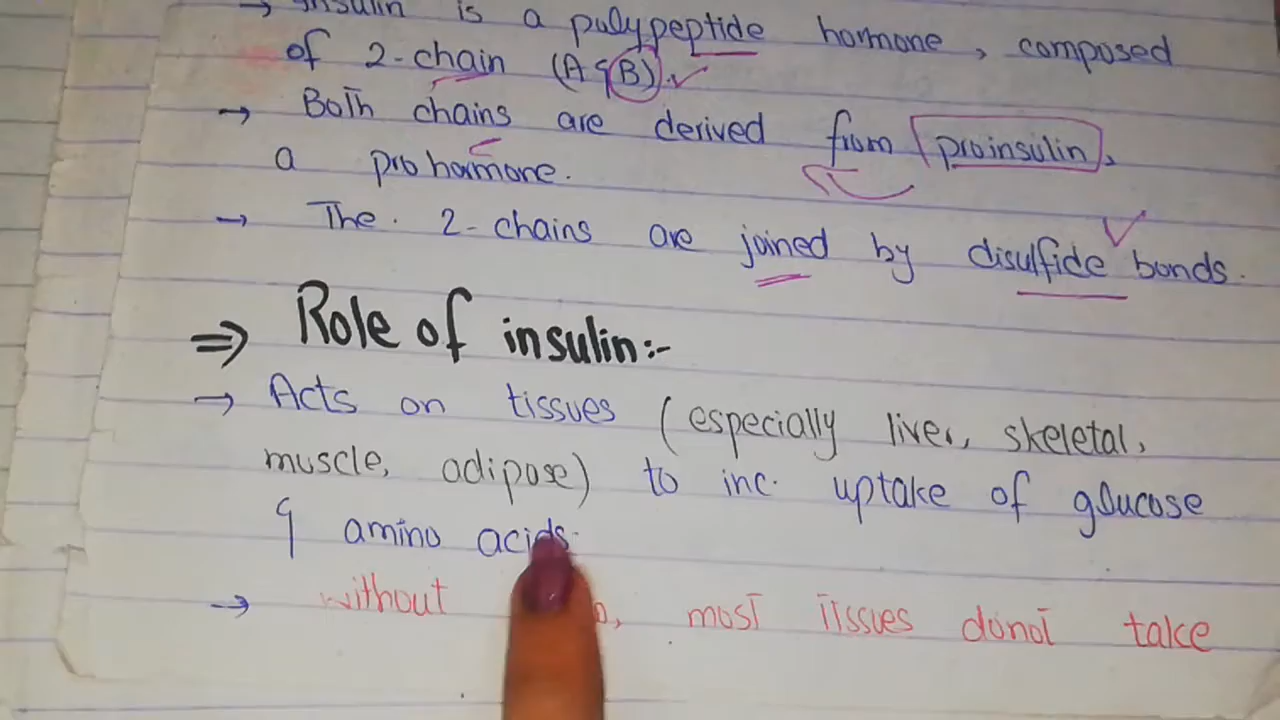 → Insulin is a polypeptide hormone, composed
of 2-chain (A & B).
→ Both chains are derived from proinsulin,
a prohormone.
→ The 2-chains are joined by disulfide bonds.
⇒ Role of insulin:-
→ Acts on tissues (especially liver, skeletal,
muscle, adipose) to inc. uptake of glucose
& amino acids.
→ without , most tissues donot take